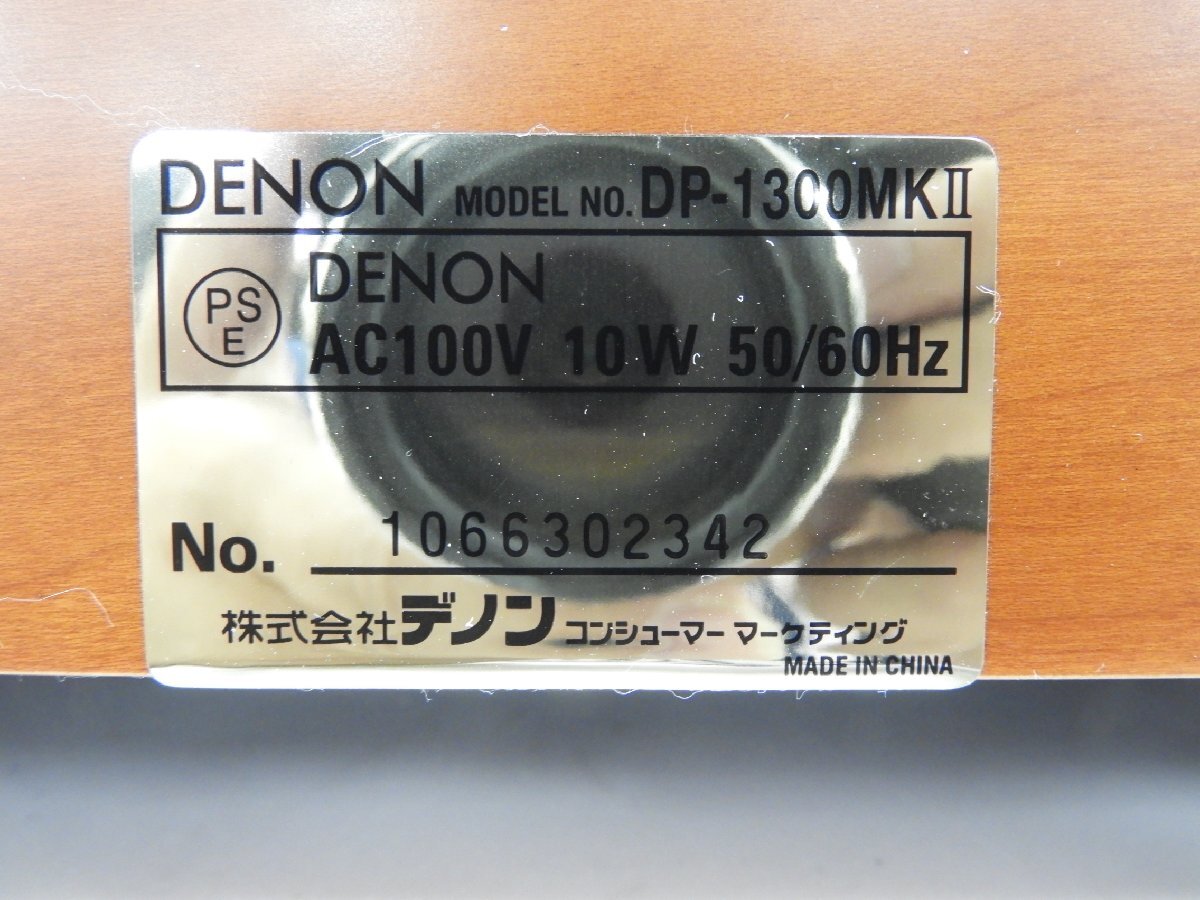 DENON MODEL NO. DP-1300MKⅡ
PS
E
DENON
AC100V 10W 50/60Hz
No. 1066302342
株式会社デノン コンシューマー マーケティング
MADE IN CHINA